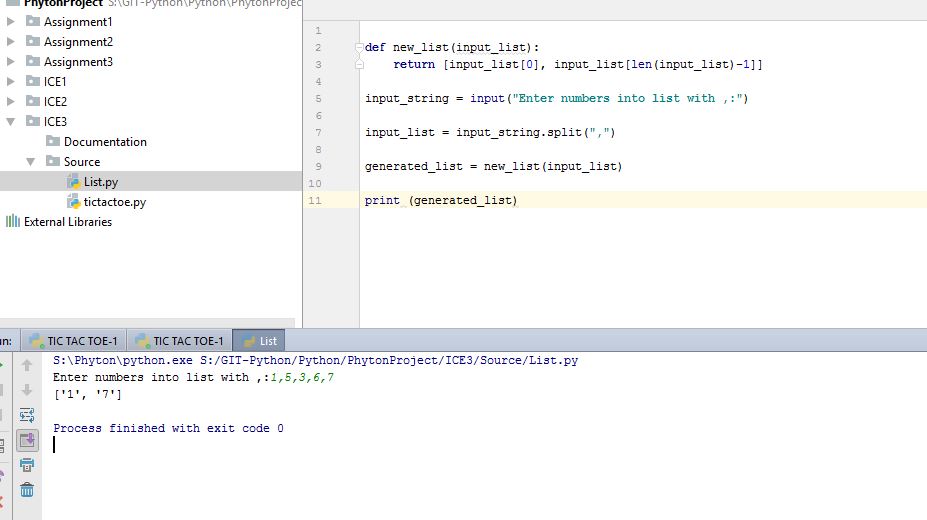 PhytonProject S:\GIT-Python\Python\PhytonProjec
Assignment1
Assignment2
Assignment3
ICE1
ICE2
ICE3
Documentation
Source
List.py
tictactoe.py
External Libraries
1
2 def new_list(input_list):
3 return [input_list[0], input_list[len(input_list)-1]]
4
5 input_string = input("Enter numbers into list with ,:")
6
7 input_list = input_string.split(",")
8
9 generated_list = new_list(input_list)
10
11 print (generated_list)
n: TIC TAC TOE-1 TIC TAC TOE-1 List
S:\Phyton\python.exe S:/GIT-Python/Python/PhytonProject/ICE3/Source/List.py
Enter numbers into list with ,:1,5,3,6,7
['1', '7']
Process finished with exit code 0